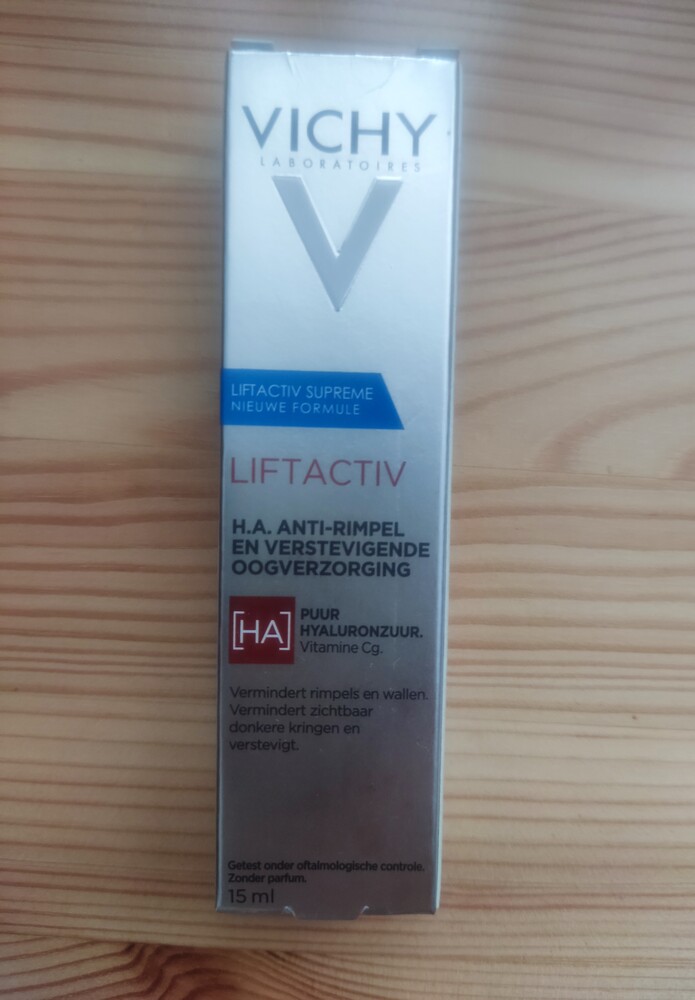 VICHY
LABORATOIRES
V
LIFTACTIV SUPREME
NIEUWE FORMULE
LIFTACTIV
H.A. ANTI-RIMPEL
EN VERSTEVIGENDE
OOGVERZORGING
[HA]
PUUR
HYALURONZUUR.
Vitamine Cg.
Vermindert rimpels en wallen.
Vermindert zichtbaar
donkere kringen en
verstevigt.
Getest onder oftalmologische controle.
Zonder parfum.
15 ml